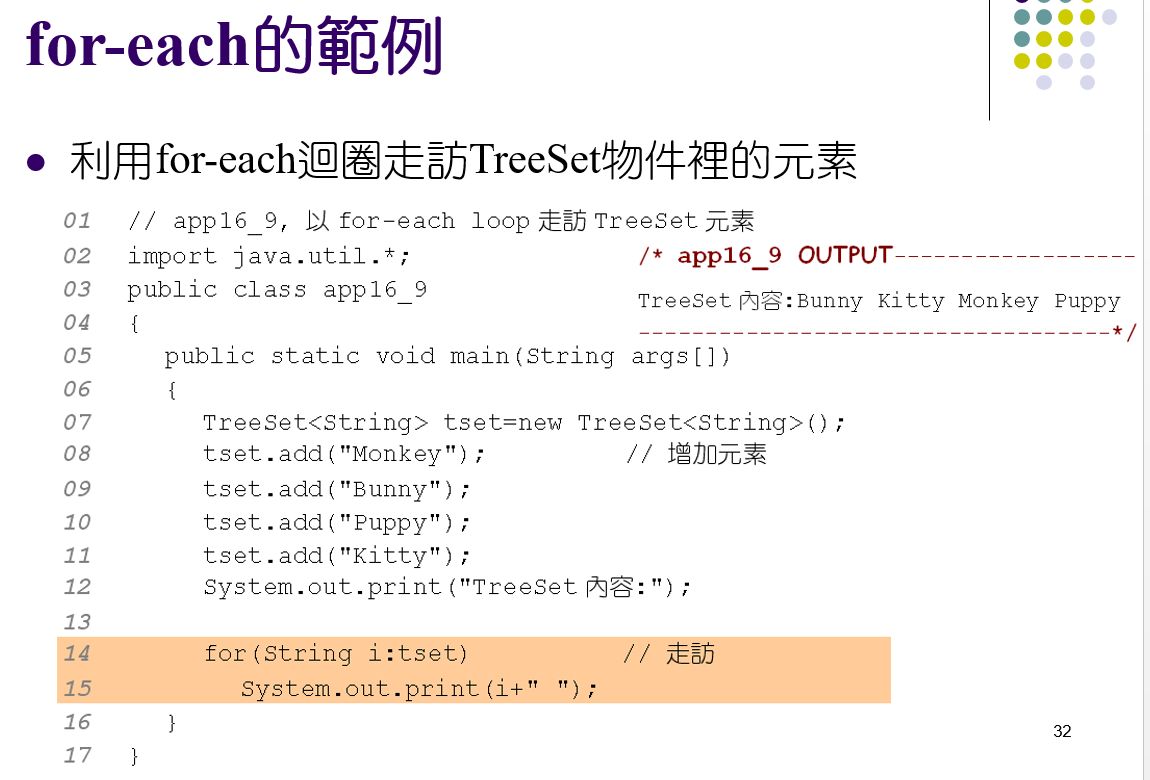 for-each的範例
利用for-each迴圈走訪TreeSet物件裡的元素
01 // app16_9, 以 for-each loop 走訪 TreeSet 元素
02 import java.util.*;
03 public class app16_9
04 {
05 public static void main(String args[])
06 {
07 TreeSet<String> tset=new TreeSet<String>();
08 tset.add("Monkey"); // 增加元素
09 tset.add("Bunny");
10 tset.add("Puppy");
11 tset.add("Kitty");
12 System.out.print("TreeSet 內容:");
13
14 for(String i:tset) // 走訪
15 System.out.print(i+" ");
16 }
17 }
/* app16_9 OUTPUT------------------
TreeSet 內容:Bunny Kitty Monkey Puppy
-----------------------------------*/
32